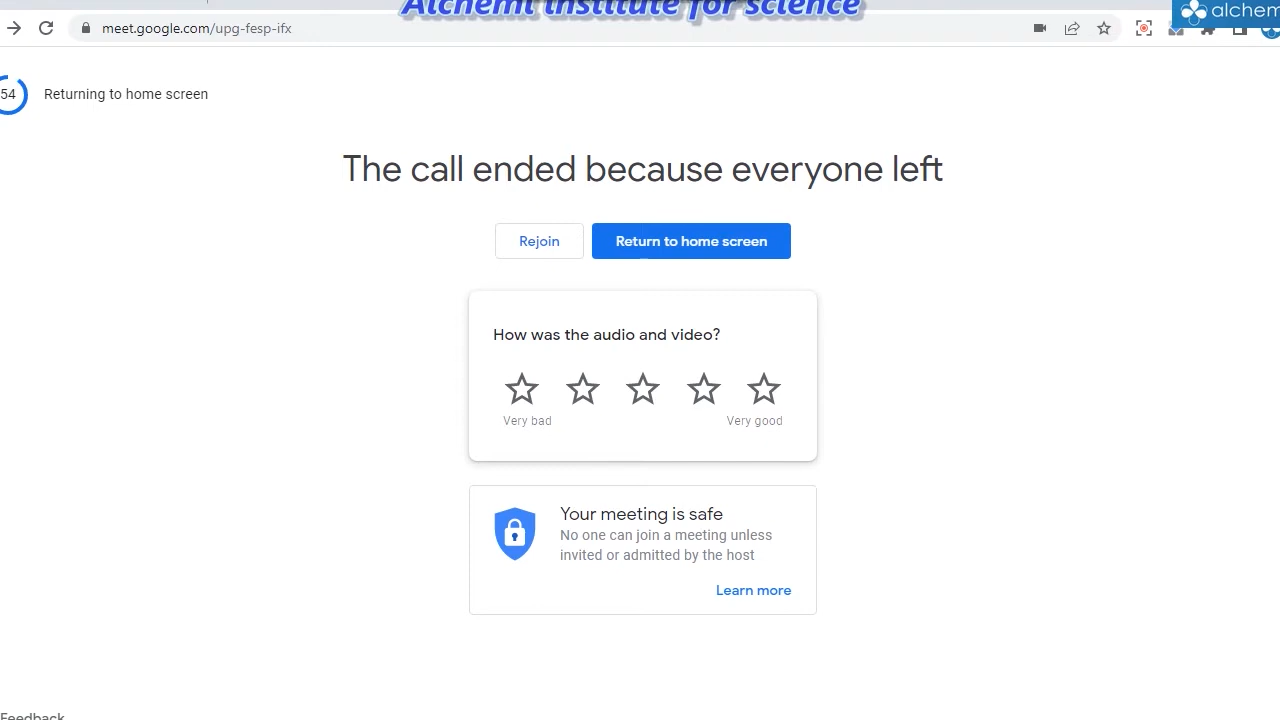 Alchemi institute for science
alchem
meet.google.com/upg-fesp-ifx
54
Returning to home screen
The call ended because everyone left
Rejoin
Return to home screen
How was the audio and video?
Very bad
Very good
Your meeting is safe
No one can join a meeting unless
invited or admitted by the host
Learn more
Feedback